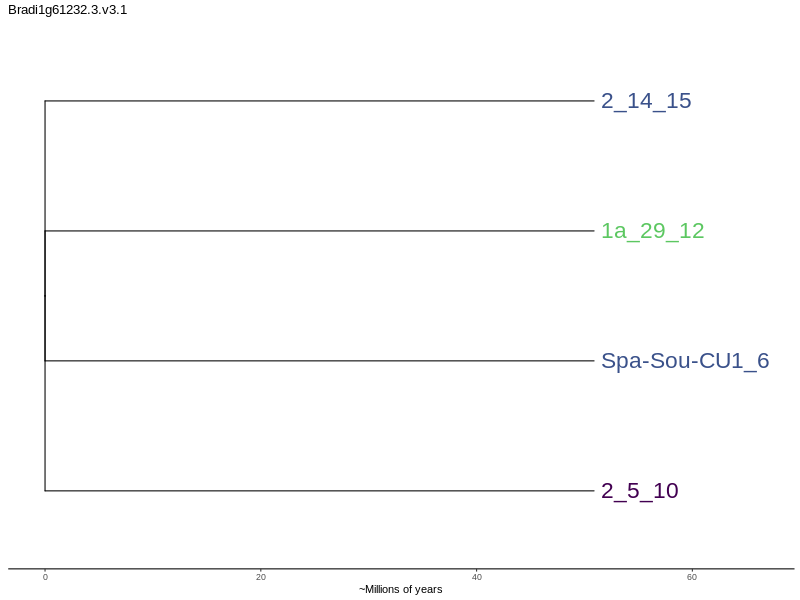 Bradi1g61232.3.v3.1
2_14_15
1a_29_12
Spa-Sou-CU1_6
2_5_10
0 20 40 60
~Millions of years